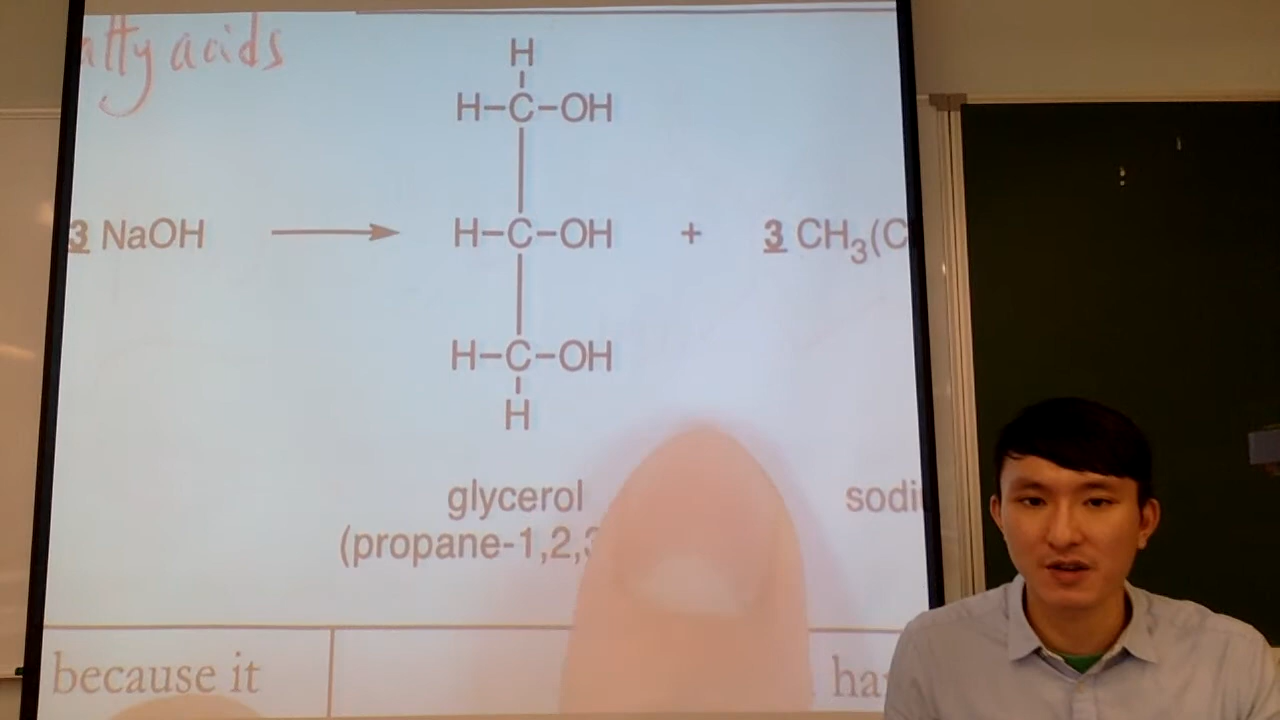 atty acids
H
H-C-OH
3 NaOH → H-C-OH + 3 CH₃(C
H-C-OH
H
glycerol sodi
(propane-1,2,3
because it ha